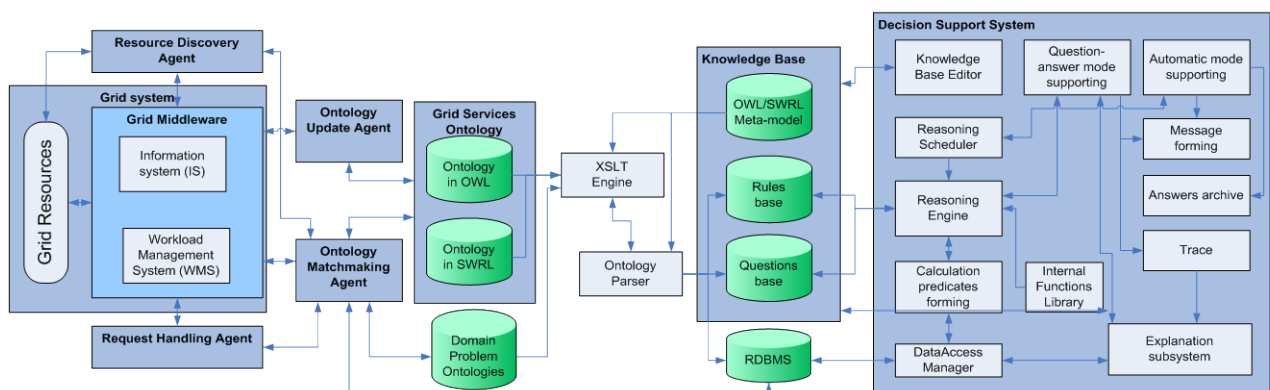 Resource Discovery
Agent
Grid system
Grid Middleware
Information
system (IS)
Workload
Management
System (WMS)
Grid Resources
Request Handling Agent
Ontology
Update Agent
Ontology
Matchmaking
Agent
Grid Services
Ontology
Ontology
in OWL
Ontology
in SWRL
Domain
Problem
Ontologies
XSLT
Engine
Ontology
Parser
Knowledge Base
OWL/SWRL
Meta-model
Rules
base
Questions
base
RDBMS
Decision Support System
Knowledge
Base Editor
Question-
answer mode
supporting
Automatic mode
supporting
Reasoning
Scheduler
Message
forming
Reasoning
Engine
Answers archive
Trace
Calculation
predicates
forming
Internal
Functions
Library
DataAccess
Manager
Explanation
subsystem